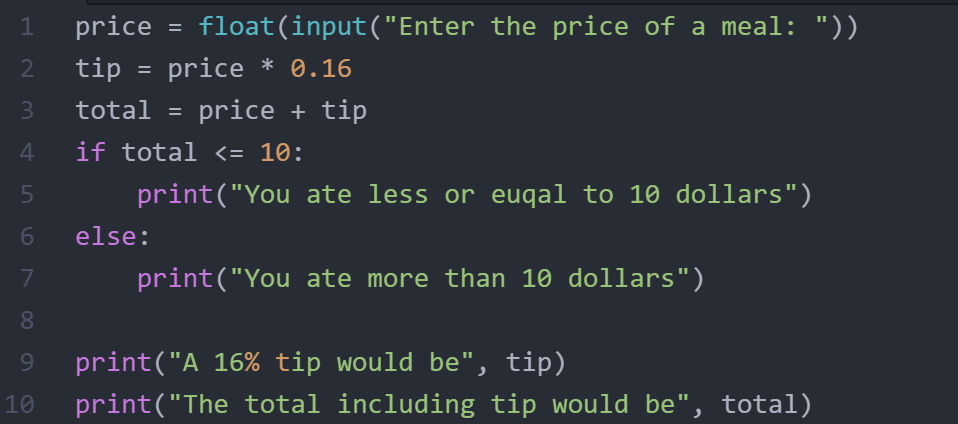 1 price = float(input("Enter the price of a meal: "))
2 tip = price * 0.16
3 total = price + tip
4 if total <= 10:
5     print("You ate less or euqal to 10 dollars")
6 else:
7     print("You ate more than 10 dollars")
8
9 print("A 16% tip would be", tip)
10 print("The total including tip would be", total)